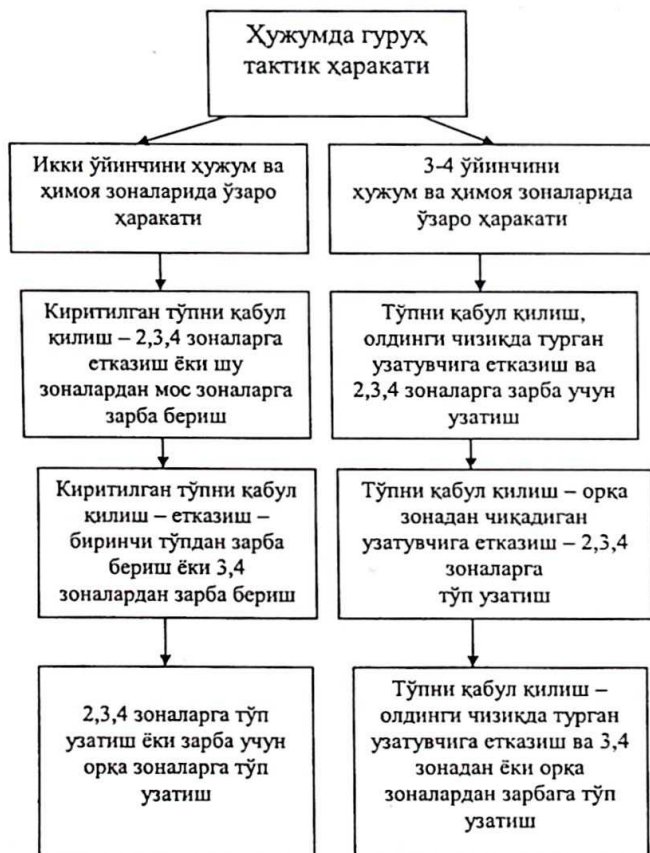 Ҳужумда гуруҳ
тактик ҳаракати
Икки ўйинчини ҳужум ва
ҳимоя зоналарида ўзаро
ҳаракати
3-4 ўйинчини
ҳужум ва ҳимоя зоналарида
ўзаро ҳаракати
Киритилган тўпни қабул
қилиш – 2,3,4 зоналарга
етказиш ёки шу
зоналардан мос зоналарга
зарба бериш
Тўпни қабул қилиш,
олдинги чизиқда турган
узатувчига етказиш ва
2,3,4 зоналарга зарба учун
узатиш
Киритилган тўпни қабул
қилиш – етказиш –
биринчи тўпдан зарба
бериш ёки 3,4
зоналардан зарба бериш
Тўпни қабул қилиш – орқа
зонадан чиқадиган
узатувчига етказиш – 2,3,4
зоналарга
тўп узатиш
2,3,4 зоналарга тўп
узатиш ёки зарба учун
орқа зоналарга тўп
узатиш
Тўпни қабул қилиш –
олдинги чизиқда турган
узатувчига етказиш ва 3,4
зонадан ёки орқа
зоналардан зарбага тўп
узатиш